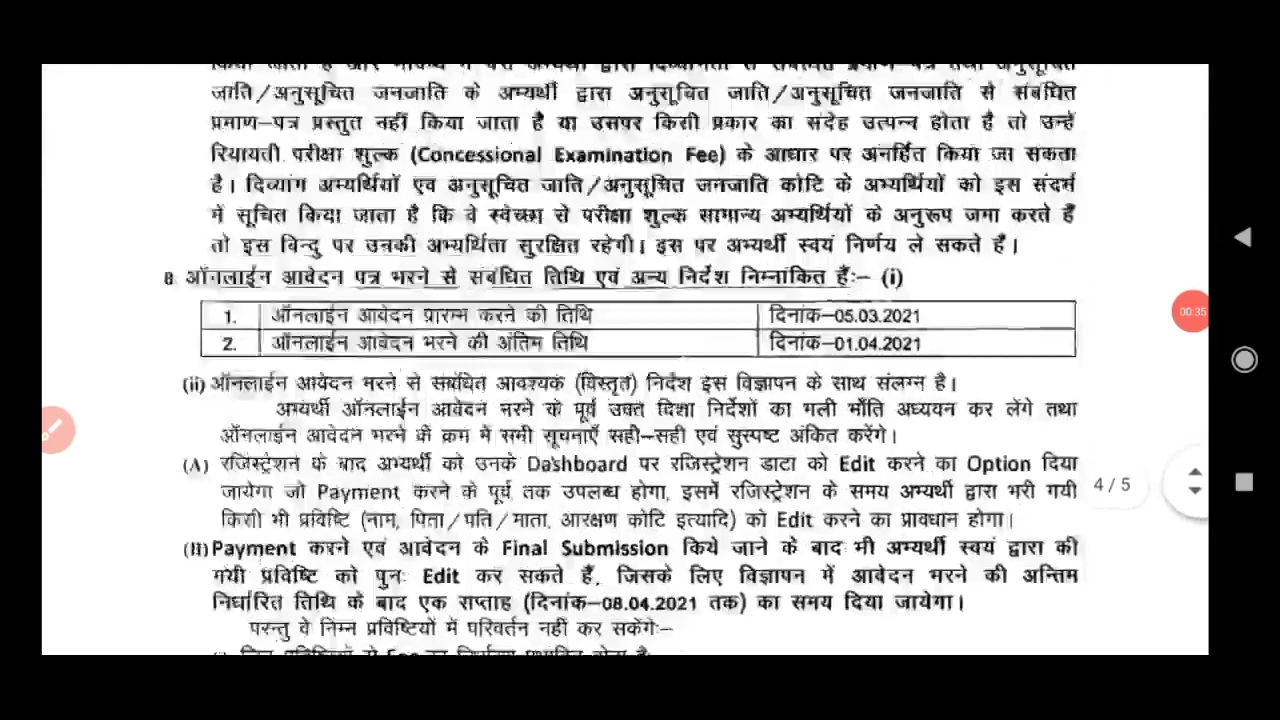 जाति/अनुसूचित जनजाति के अभ्यर्थी द्वारा अनुसूचित जाति/अनुसूचित जनजाति से संबंधित
प्रमाण-पत्र प्रस्तुत नहीं किया जाता है या उसपर किसी प्रकार का संदेह उत्पन्न होता है तो उन्हें
रियायती परीक्षा शुल्क (Concessional Examination Fee) के आधार पर अनर्हित किया जा सकता
है। दिव्यांग अभ्यर्थियों एवं अनुसूचित जाति/अनुसूचित जनजाति कोटि के अभ्यर्थियों को इस संदर्भ
में सूचित किया जाता है कि वे स्वेच्छा से परीक्षा शुल्क सामान्य अभ्यर्थियों के अनुरूप जमा करते हैं
तो इस विन्दु पर उनकी अभ्यर्थिता सुरक्षित रहेगी। इस पर अभ्यर्थी स्वयं निर्णय ले सकते हैं।
8. ऑनलाईन आवेदन पत्र भरने से संबंधित तिथि एवं अन्य निर्देश निम्नांकित हैं:- (i)
1. ऑनलाईन आवेदन प्रारम्भ करने की तिथि दिनांक-05.03.2021
2. ऑनलाईन आवेदन भरने की अंतिम तिथि दिनांक-01.04.2021
(ii) ऑनलाईन आवेदन भरने से संबंधित आवश्यक (विस्तृत) निर्देश इस विज्ञापन के साथ संलग्न है।
अभ्यर्थी ऑनलाईन आवेदन भरने के पूर्व उक्त दिशा निर्देशों का भली भाँति अध्ययन कर लेंगे तथा
ऑनलाईन आवेदन भरने के क्रम में सभी सूचनाएँ सही-सही एवं सुस्पष्ट अंकित करेंगे।
(A) रजिस्ट्रेशन के बाद अभ्यर्थी को उनके Dashboard पर रजिस्ट्रेशन डाटा को Edit करने का Option दिया
जायेगा जो Payment करने के पूर्व तक उपलब्ध होगा, इसमें रजिस्ट्रेशन के समय अभ्यर्थी द्वारा भरी गयी
किसी भी प्रविष्टि (नाम, पिता/पति/माता, आरक्षण कोटि इत्यादि) को Edit करने का प्रावधान होगा।
(B) Payment करने एवं आवेदन के Final Submission किये जाने के बाद भी अभ्यर्थी स्वयं द्वारा की
गयी प्रविष्टि को पुनः Edit कर सकते हैं, जिसके लिए विज्ञापन में आवेदन भरने की अन्तिम
निर्धारित तिथि के बाद एक सप्ताह (दिनांक-08.04.2021 तक) का समय दिया जायेगा।
परन्तु वे निम्न प्रविष्टियों में परिवर्तन नहीं कर सकेंगे:-
4 / 5
00:35